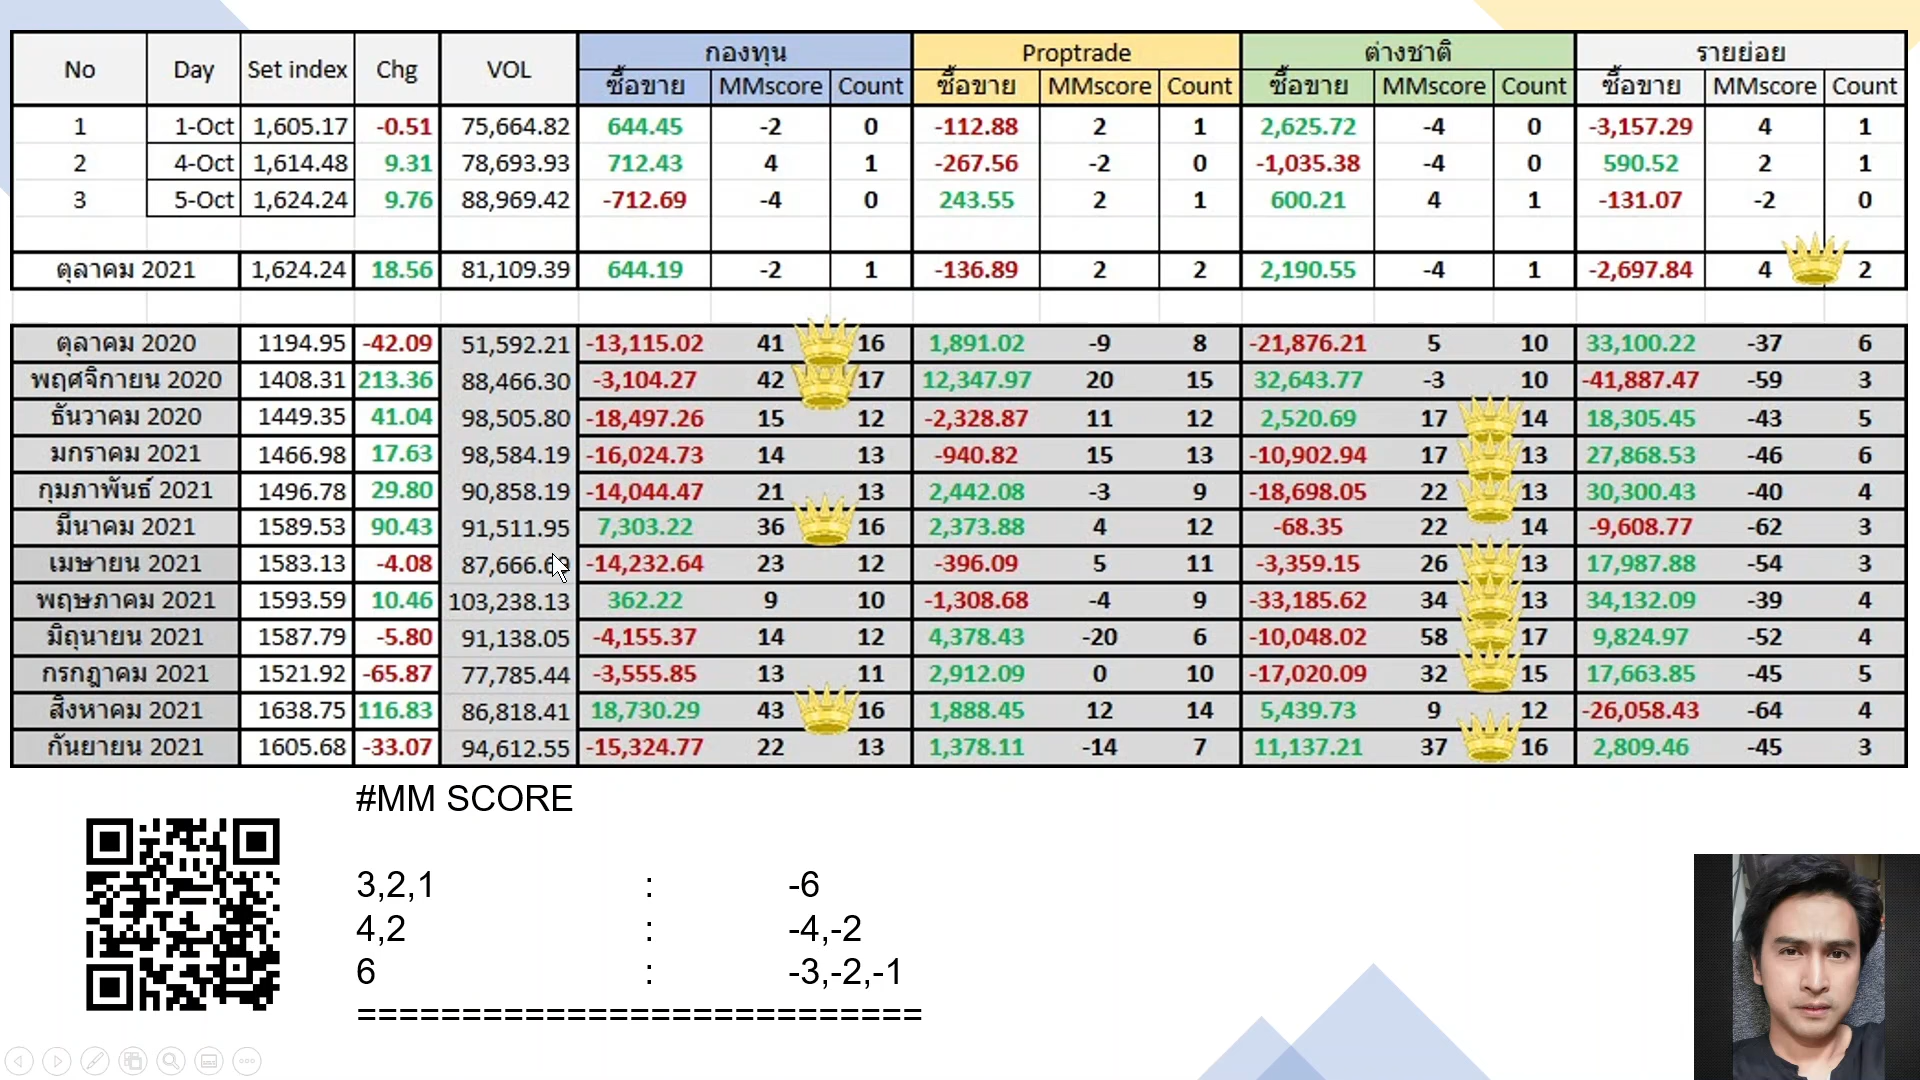 No Day Set index Chg VOL กองทุน Proptrade ต่างชาติ รายย่อย
ซื้อขาย MMscore Count ซื้อขาย MMscore Count ซื้อขาย MMscore Count ซื้อขาย MMscore Count
1 1-Oct 1,605.17 -0.51 75,664.82 644.45 -2 0 -112.88 2 1 2,625.72 -4 0 -3,157.29 4 1
2 4-Oct 1,614.48 9.31 78,693.93 712.43 4 1 -267.56 -2 0 -1,035.38 -4 0 590.52 2 1
3 5-Oct 1,624.24 9.76 88,969.42 -712.69 -4 0 243.55 2 1 600.21 4 1 -131.07 -2 0
ตุลาคม 2021 1,624.24 18.56 81,109.39 644.19 -2 1 -136.89 2 2 2,190.55 -4 1 -2,697.84 4 2
ตุลาคม 2020 1194.95 -42.09 51,592.21 -13,115.02 41 16 1,891.02 -9 8 -21,876.21 5 10 33,100.22 -37 6
พฤศจิกายน 2020 1408.31 213.36 88,466.30 -3,104.27 42 17 12,347.97 20 15 32,643.77 -3 10 -41,887.47 -59 3
ธันวาคม 2020 1449.35 41.04 98,505.80 -18,497.26 15 12 -2,328.87 11 12 2,520.69 17 14 18,305.45 -43 5
มกราคม 2021 1466.98 17.63 98,584.19 -16,024.73 14 13 -940.82 15 13 -10,902.94 17 13 27,868.53 -46 6
กุมภาพันธ์ 2021 1496.78 29.80 90,858.19 -14,044.47 21 13 2,442.08 -3 9 -18,698.05 22 13 30,300.43 -40 4
มีนาคม 2021 1589.53 90.43 91,511.95 7,303.22 36 16 2,373.88 4 12 -68.35 22 14 -9,608.77 -62 3
เมษายน 2021 1583.13 -4.08 -14,232.64 23 12 -396.09 5 11 -3,359.15 26 13 17,987.88 -54 3
พฤษภาคม 2021 1593.59 10.46 103,238.13 362.22 9 10 -1,308.68 -4 9 -33,185.62 34 13 34,132.09 -39 4
มิถุนายน 2021 1587.79 -5.80 91,138.05 -4,155.37 14 12 4,378.43 -20 6 -10,048.02 58 17 9,824.97 -52 4
กรกฎาคม 2021 1521.92 -65.87 77,785.44 -3,555.85 13 11 2,912.09 0 10 -17,020.09 32 15 17,663.85 -45 5
สิงหาคม 2021 1638.75 116.83 86,818.41 18,730.29 43 16 1,888.45 12 14 5,439.73 9 12 -26,058.43 -64 4
กันยายน 2021 1605.68 -33.07 94,612.55 -15,324.77 22 13 1,378.11 -14 7 11,137.21 37 16 2,809.46 -45 3
#MM SCORE
3,2,1 : -6
4,2 : -4,-2
6 : -3,-2,-1
===========================